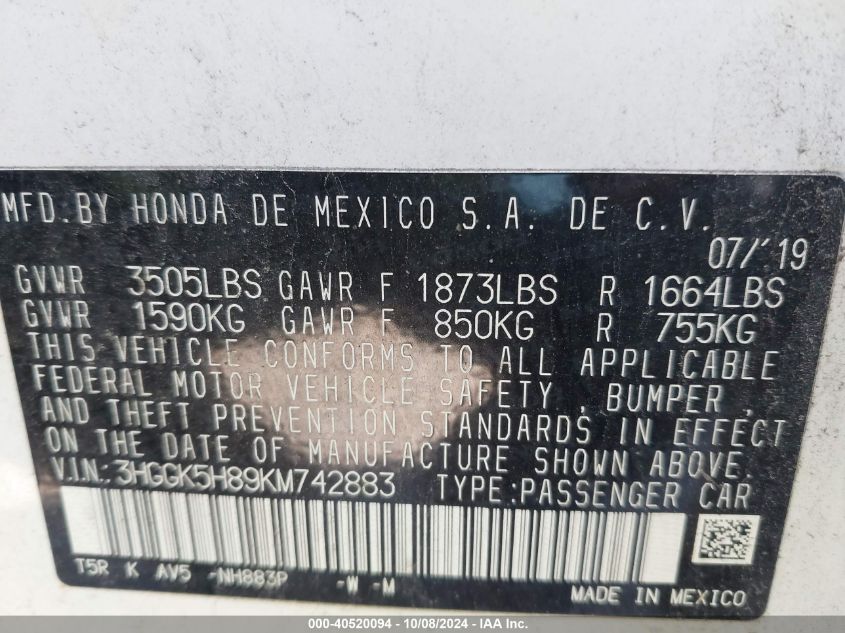 MFD.BY HONDA DE MEXICO S.A. DE C.V.
07/'19
GVWR 3505LBS GAWR F 1873LBS R 1664LBS
GVWR 1590KG GAWR F 850KG R 755KG
THIS VEHICLE CONFORMS TO ALL APPLICABLE
FEDERAL MOTOR VEHICLE SAFETY , BUMPER ,
AND THEFT PREVENTION STANDARDS IN EFFECT
ON THE DATE OF MANUFACTURE SHOWN ABOVE.
V.I.N.:3HGGK5H89KM742883 TYPE:PASSENGER CAR
T5R K AV5 -NH883P -W -M
MADE IN MEXICO
000-40520094 - 10/08/2024 - IAA Inc.